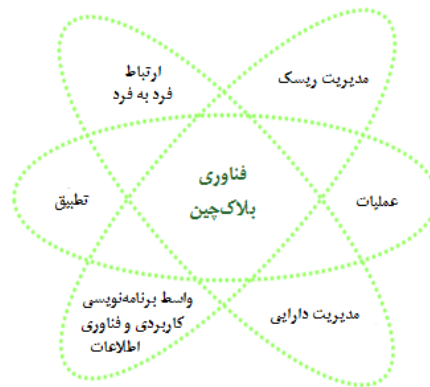 ارتباط
فرد به فرد
مدیریت ریسک
فناوری
بلاک‌چین
تطبیق
عملیات
واسط برنامه‌نویسی
کاربردی و فناوری
اطلاعات
مدیریت دارایی